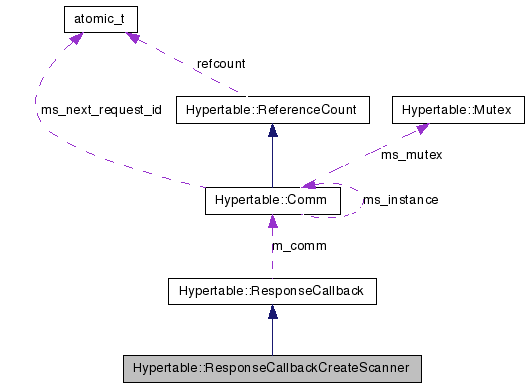 atomic_t
refcount
ms_next_request_id
Hypertable::ReferenceCount
Hypertable::Mutex
ms_mutex
Hypertable::Comm
ms_instance
m_comm
Hypertable::ResponseCallback
Hypertable::ResponseCallbackCreateScanner